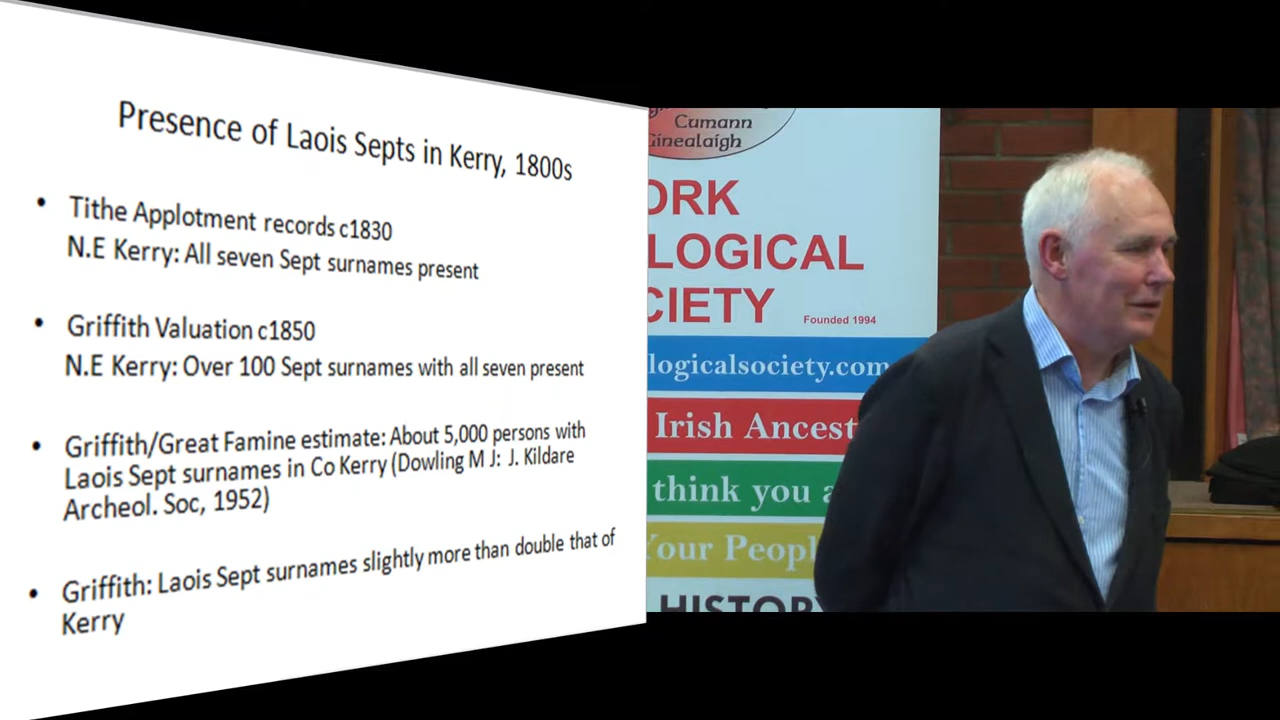 Presence of Laois Septs in Kerry, 1800s
• Tithe Applotment records c1830
N.E Kerry: All seven Sept surnames present
• Griffith Valuation c1850
N.E Kerry: Over 100 Sept surnames with all seven present
• Griffith/Great Famine estimate: About 5,000 persons with
Laois Sept surnames in Co Kerry (Dowling M J: J. Kildare
Archeol. Soc, 1952)
• Griffith: Laois Sept surnames slightly more than double that of
Kerry
Cumann
Ginealaigh
ORK
LOGICAL
CIETY
Founded 1994
logicalsociety.com
Irish Ancest
think you a
Your Peopl
HISTORY